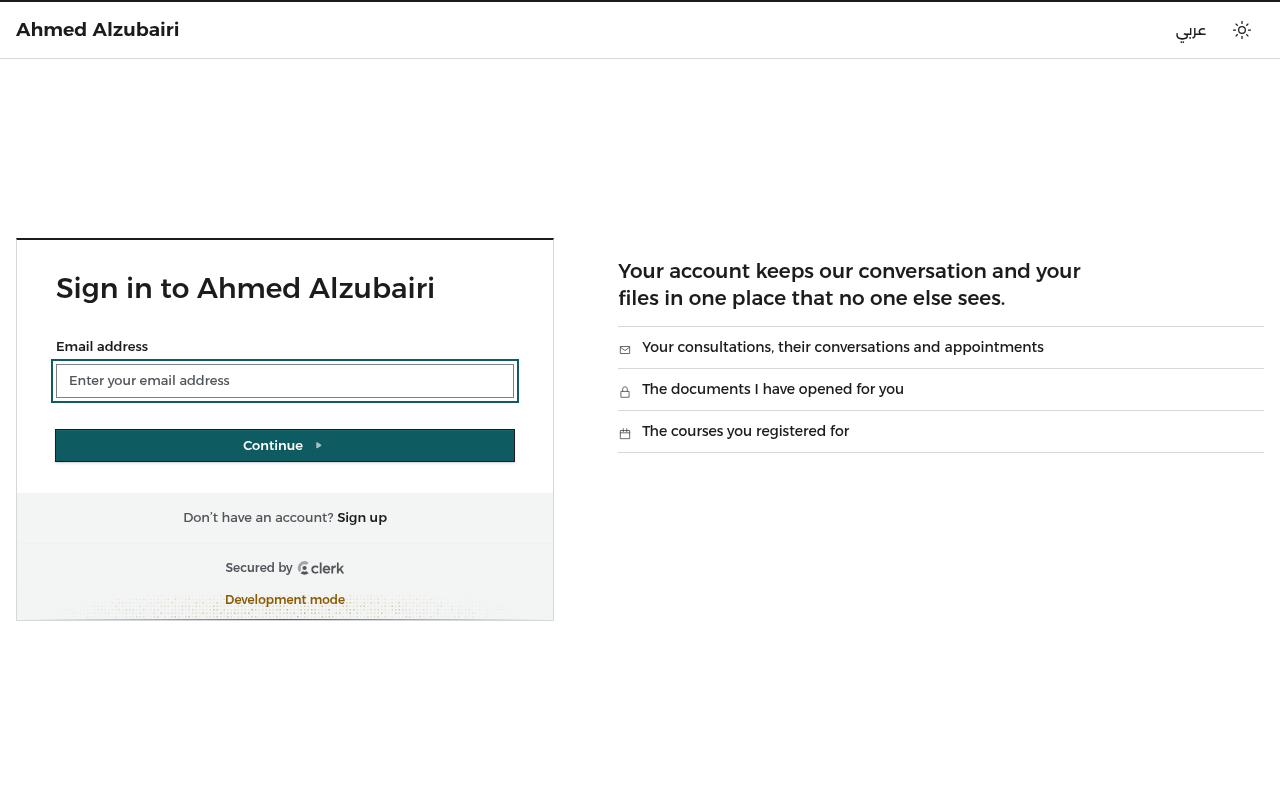 Ahmed Alzubairi
عربي
Sign in to Ahmed Alzubairi
Email address
Enter your email address
Continue
Don't have an account? Sign up
Secured by clerk
Development mode
Your account keeps our conversation and your
files in one place that no one else sees.
Your consultations, their conversations and appointments
The documents I have opened for you
The courses you registered for